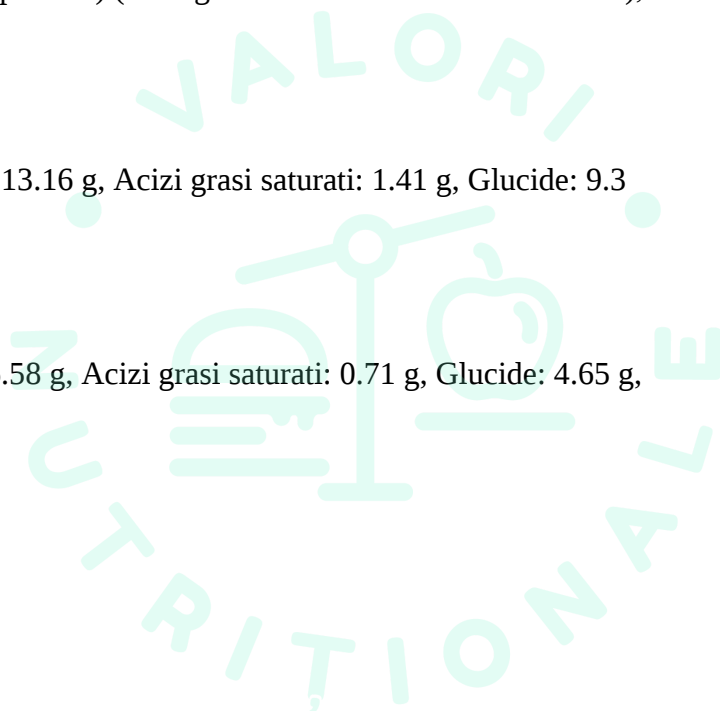 VALORI
13.16 g, Acizi grasi saturati: 1.41 g, Glucide: 9.3
.58 g, Acizi grasi saturati: 0.71 g, Glucide: 4.65 g,
NUTRITIONALE